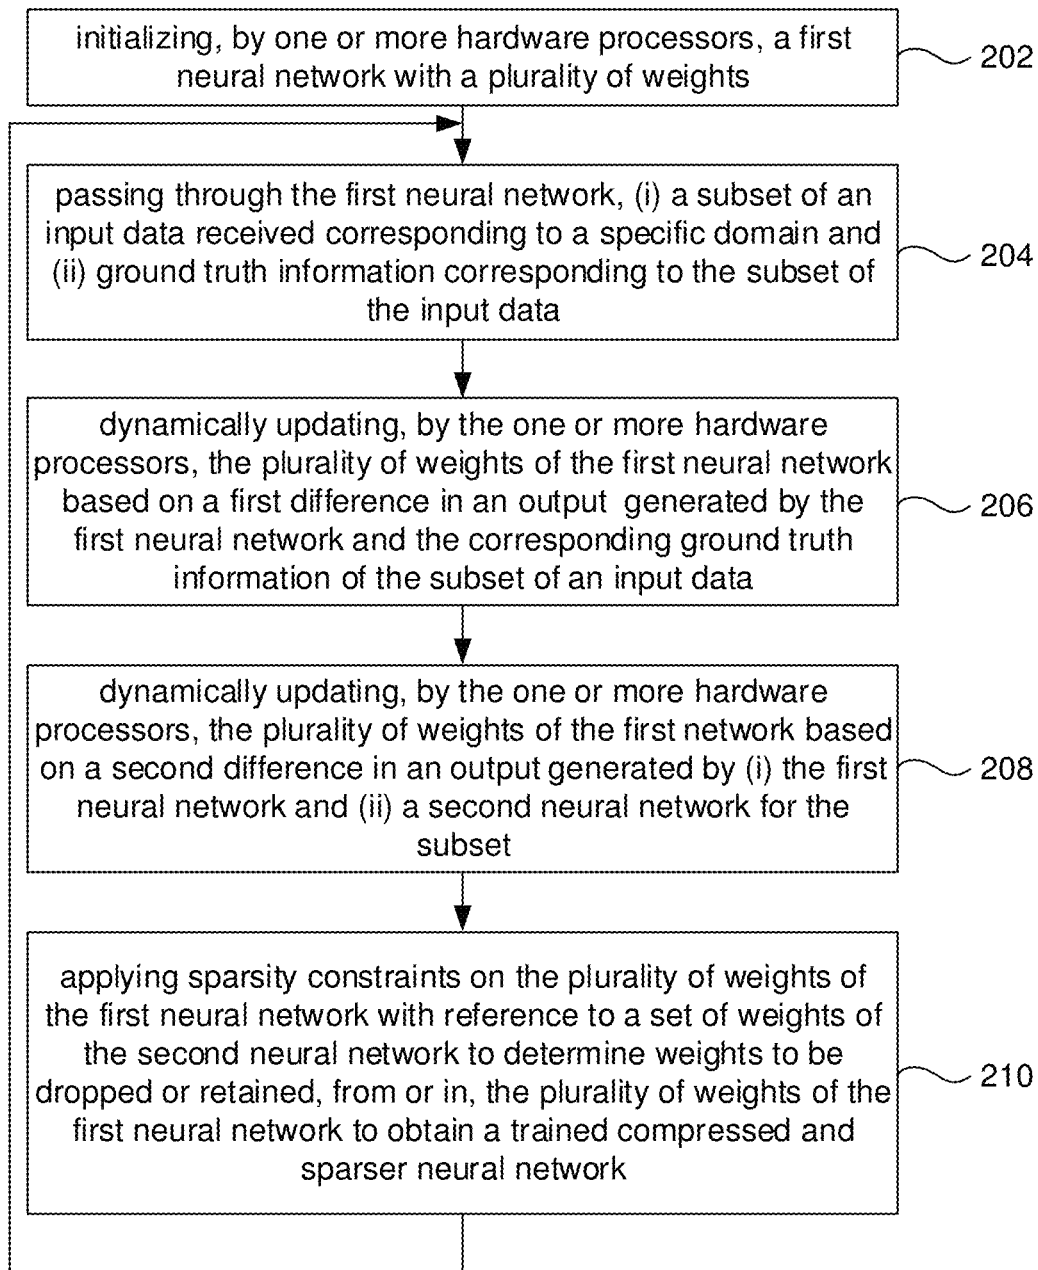 initializing, by one or more hardware processors, a first
neural network with a plurality of weights
202
passing through the first neural network, (i) a subset of an
input data received corresponding to a specific domain and
(ii) ground truth information corresponding to the subset of
the input data
204
dynamically updating, by the one or more hardware
processors, the plurality of weights of the first neural network
based on a first difference in an output generated by the
first neural network and the corresponding ground truth
information of the subset of an input data
206
dynamically updating, by the one or more hardware
processors, the plurality of weights of the first network based
on a second difference in an output generated by (i) the first
neural network and (ii) a second neural network for the
subset
208
applying sparsity constraints on the plurality of weights of
the first neural network with reference to a set of weights of
the second neural network to determine weights to be
dropped or retained, from or in, the plurality of weights of the
first neural network to obtain a trained compressed and
sparser neural network
210